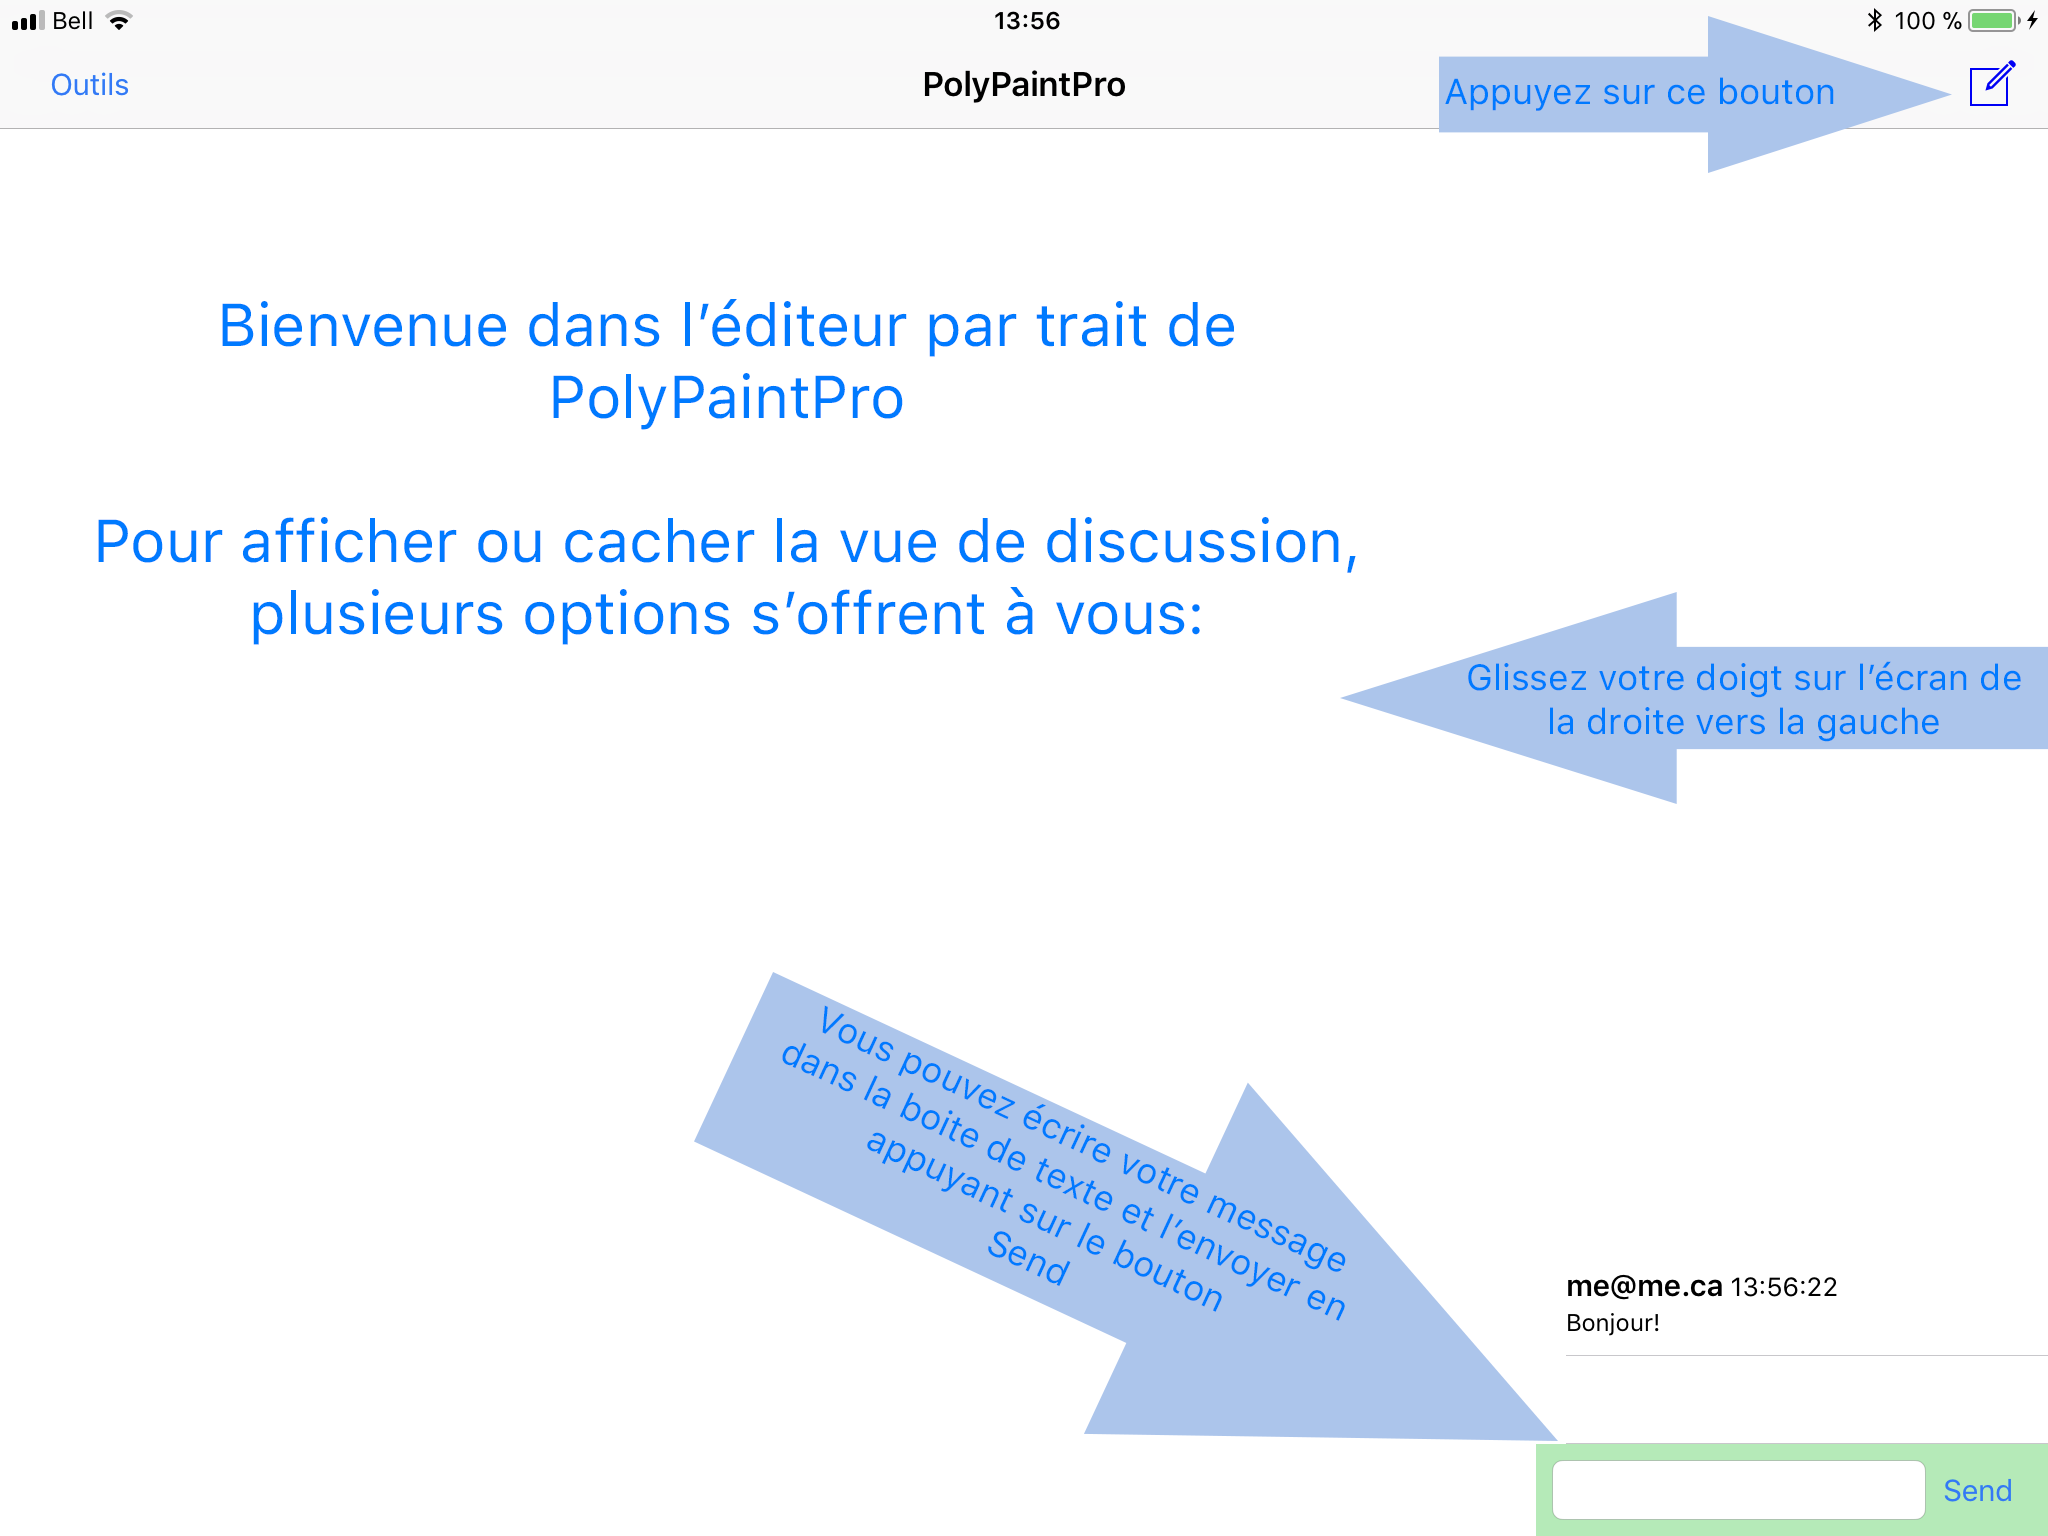 Bell
13:56
100 %
Outils
PolyPaintPro
Appuyez sur ce bouton
Bienvenue dans l’éditeur par trait de
PolyPaintPro
Pour afficher ou cacher la vue de discussion,
plusieurs options s’offrent à vous:
Glissez votre doigt sur l’écran de
la droite vers la gauche
Vous pouvez écrire votre message
dans la boite de texte et l’envoyer en
appuyant sur le bouton
Send
me@me.ca 13:56:22
Bonjour!
Send